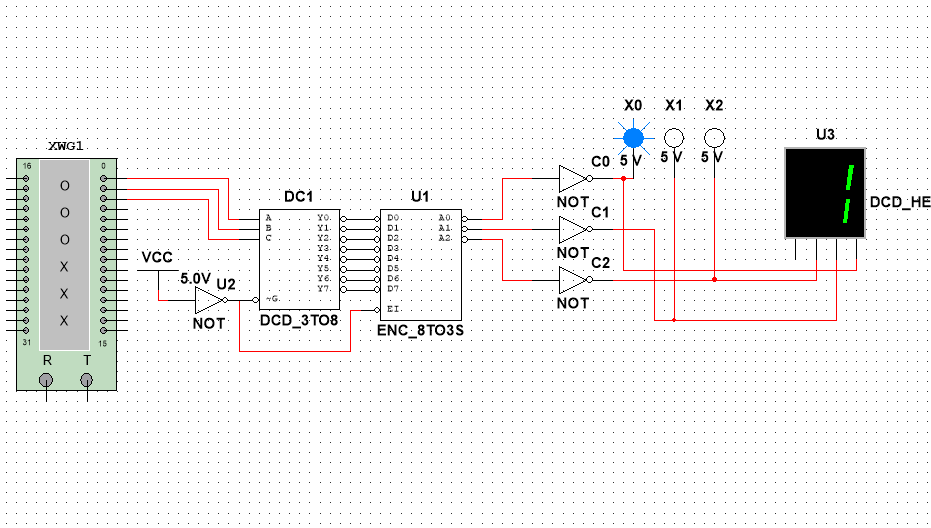 X0 X1 X2
5 V 5 V 5 V
U3
DCD_HE
XWG1
16 0
31 15
O
O
O
X
X
X
R T
VCC
5.0V
U2
NOT
DC1
A Y0.
B Y1.
C Y2.
Y3.
Y4.
Y5.
Y6.
~G. Y7.
DCD_3TO8
U1
D0. A0.
D1. A1.
D2. A2.
D3.
D4.
D5
D6
D7
EI
ENC_8TO3S
C0
NOT
C1
NOT
C2
NOT
1